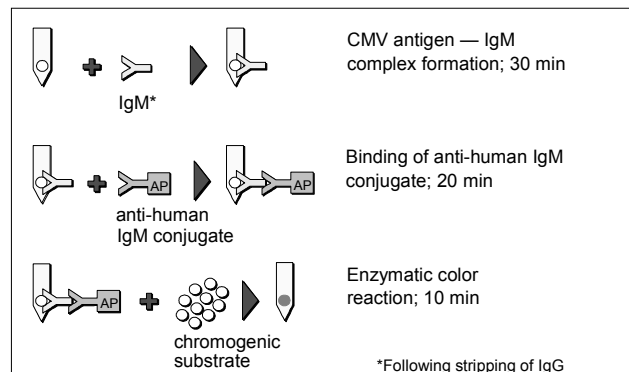 CMV antigen — IgM
complex formation; 30 min
IgM*
Binding of anti-human IgM
conjugate; 20 min
AP
AP
anti-human
IgM conjugate
Enzymatic color
reaction; 10 min
AP
chromogenic
substrate
*Following stripping of IgG